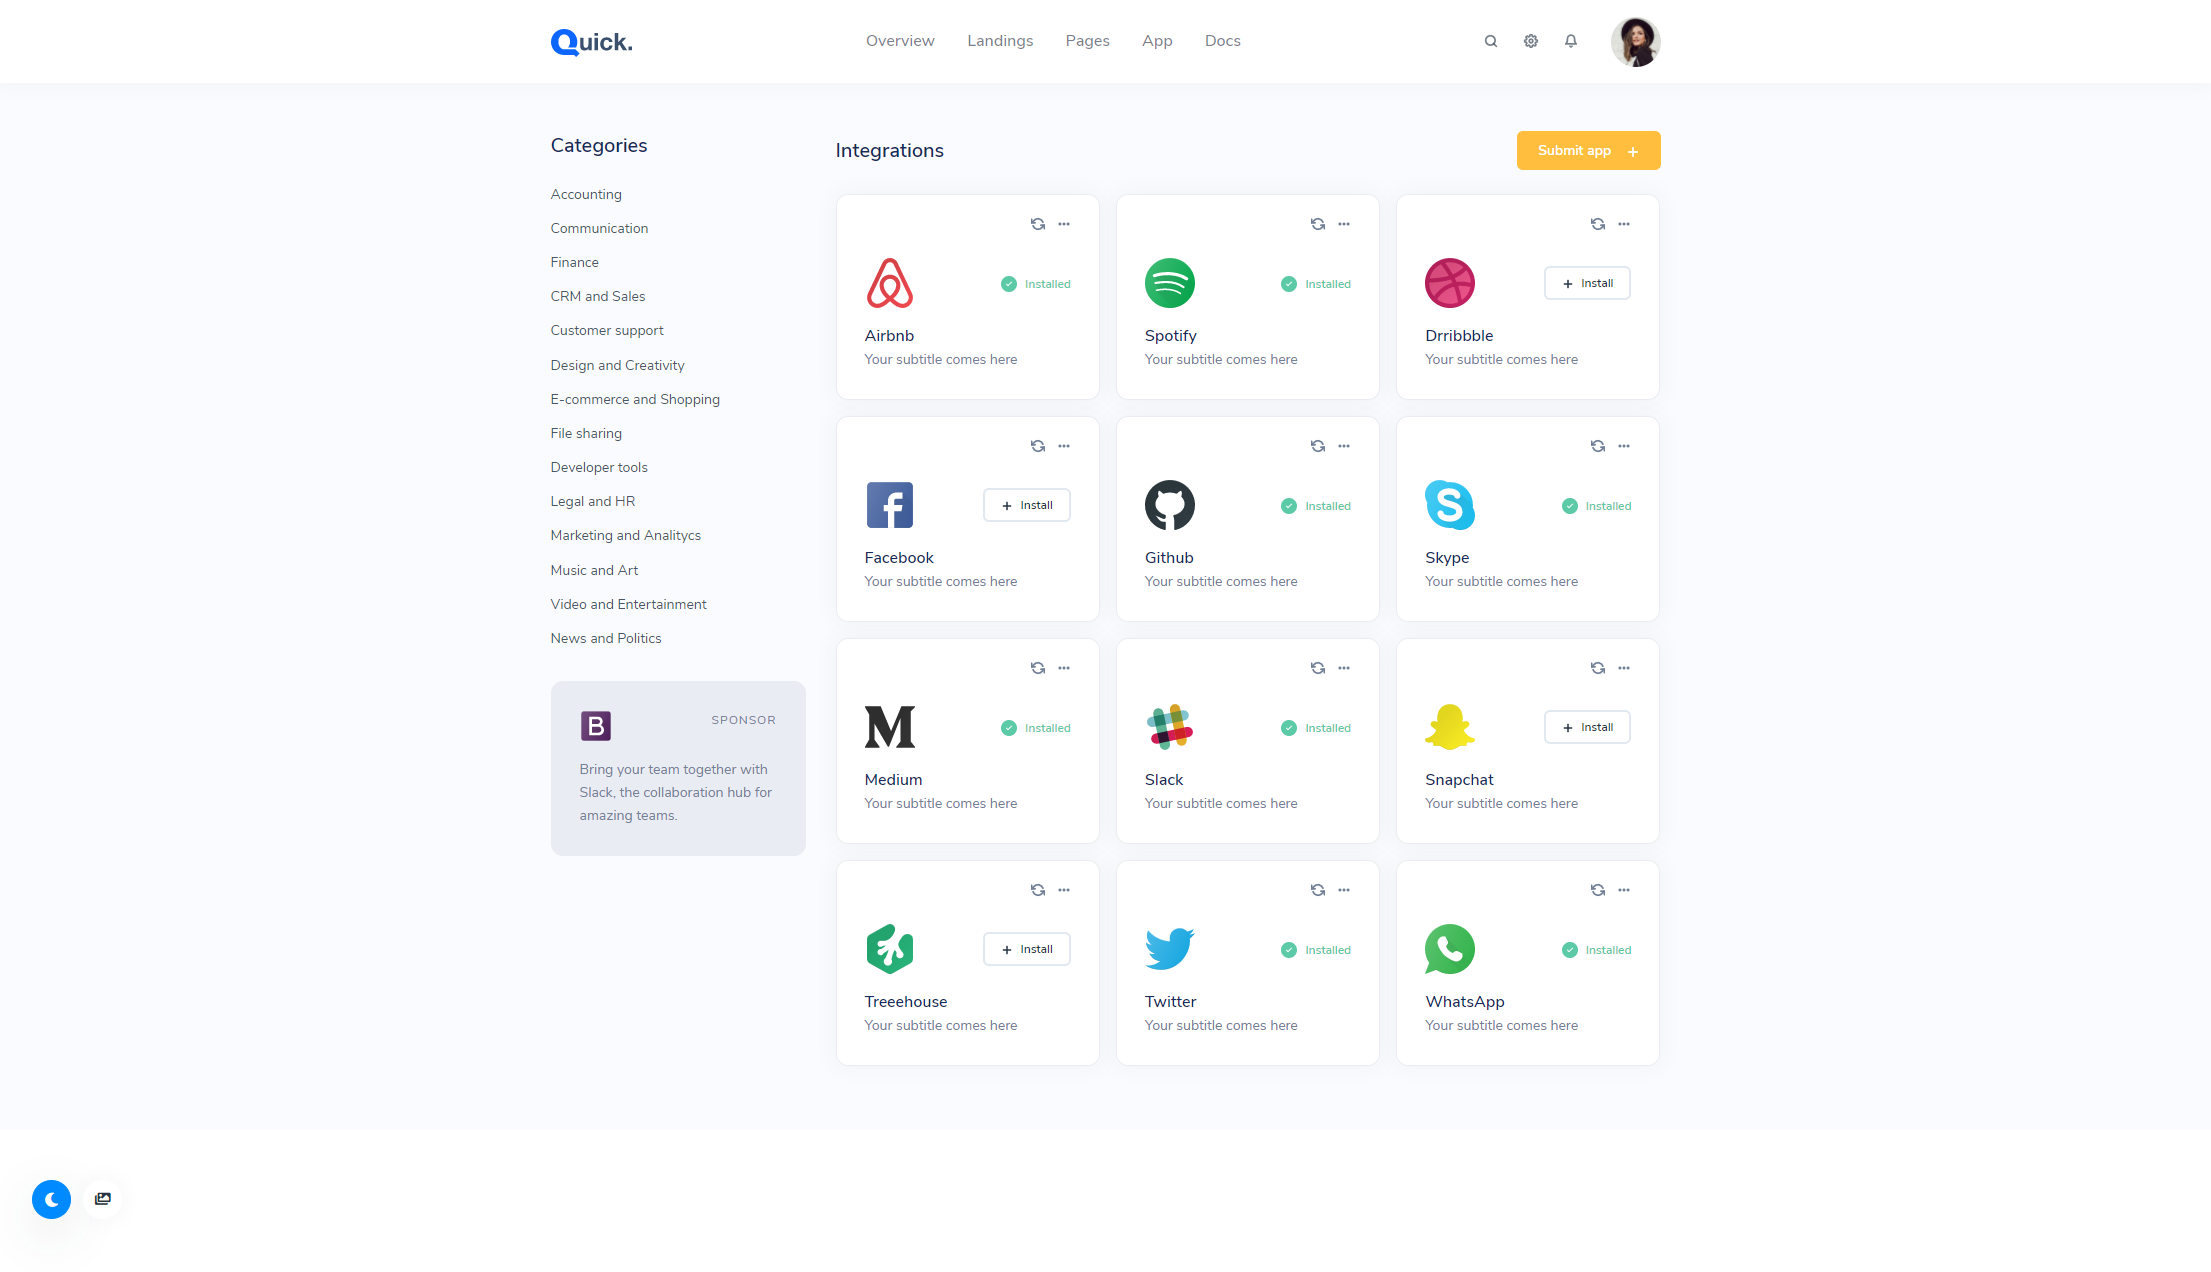 Quick.
Overview Landings Pages App Docs
Categories
Accounting
Communication
Finance
CRM and Sales
Customer support
Design and Creativity
E-commerce and Shopping
File sharing
Developer tools
Legal and HR
Marketing and Analitycs
Music and Art
Video and Entertainment
News and Politics
B SPONSOR
Bring your team together with
Slack, the collaboration hub for
amazing teams.
Integrations
Submit app +
Installed
Airbnb
Your subtitle comes here
Installed
Spotify
Your subtitle comes here
+ Install
Drribbble
Your subtitle comes here
+ Install
Facebook
Your subtitle comes here
Installed
Github
Your subtitle comes here
Installed
Skype
Your subtitle comes here
Installed
Medium
Your subtitle comes here
Installed
Slack
Your subtitle comes here
+ Install
Snapchat
Your subtitle comes here
+ Install
Treeehouse
Your subtitle comes here
Installed
Twitter
Your subtitle comes here
Installed
WhatsApp
Your subtitle comes here